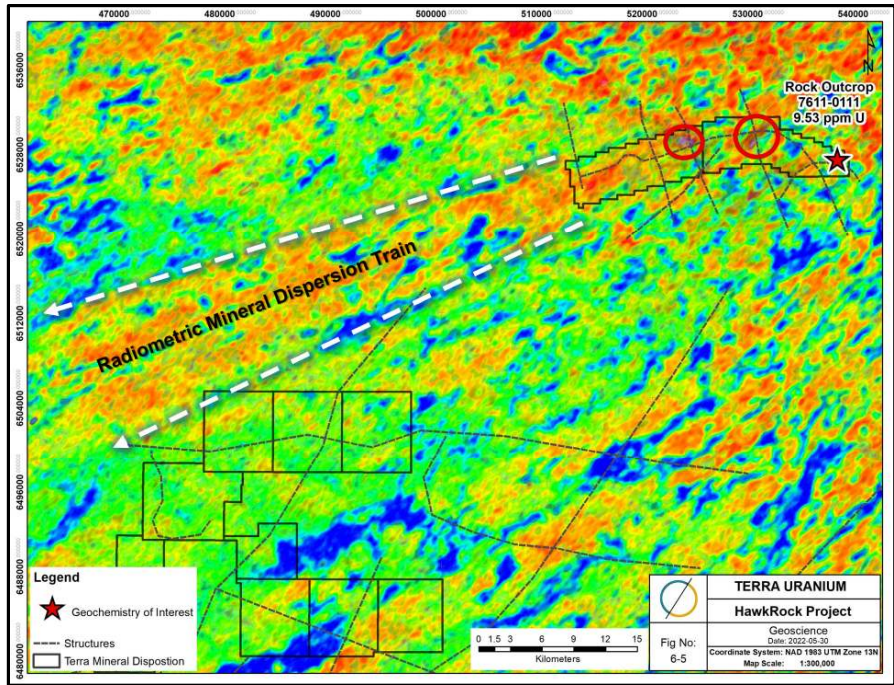 470000 480000 490000 500000 510000 520000 530000 540000
6536000
6528000
6520000
6512000
6504000
6496000
6488000
6480000
N
Rock Outcrop
7611-0111
9.53 ppm U
Radiometric Mineral Dispersion Train
Legend
Geochemistry of Interest
Structures
Terra Mineral Dispostion
0 1.5 3 6 9 12 15
Kilometers
TERRA URANIUM
HawkRock Project
Fig No:
6-5
Geoscience
Date: 2022-05-30
Coordinate System: NAD 1983 UTM Zone 13N
Map Scale: 1:300,000